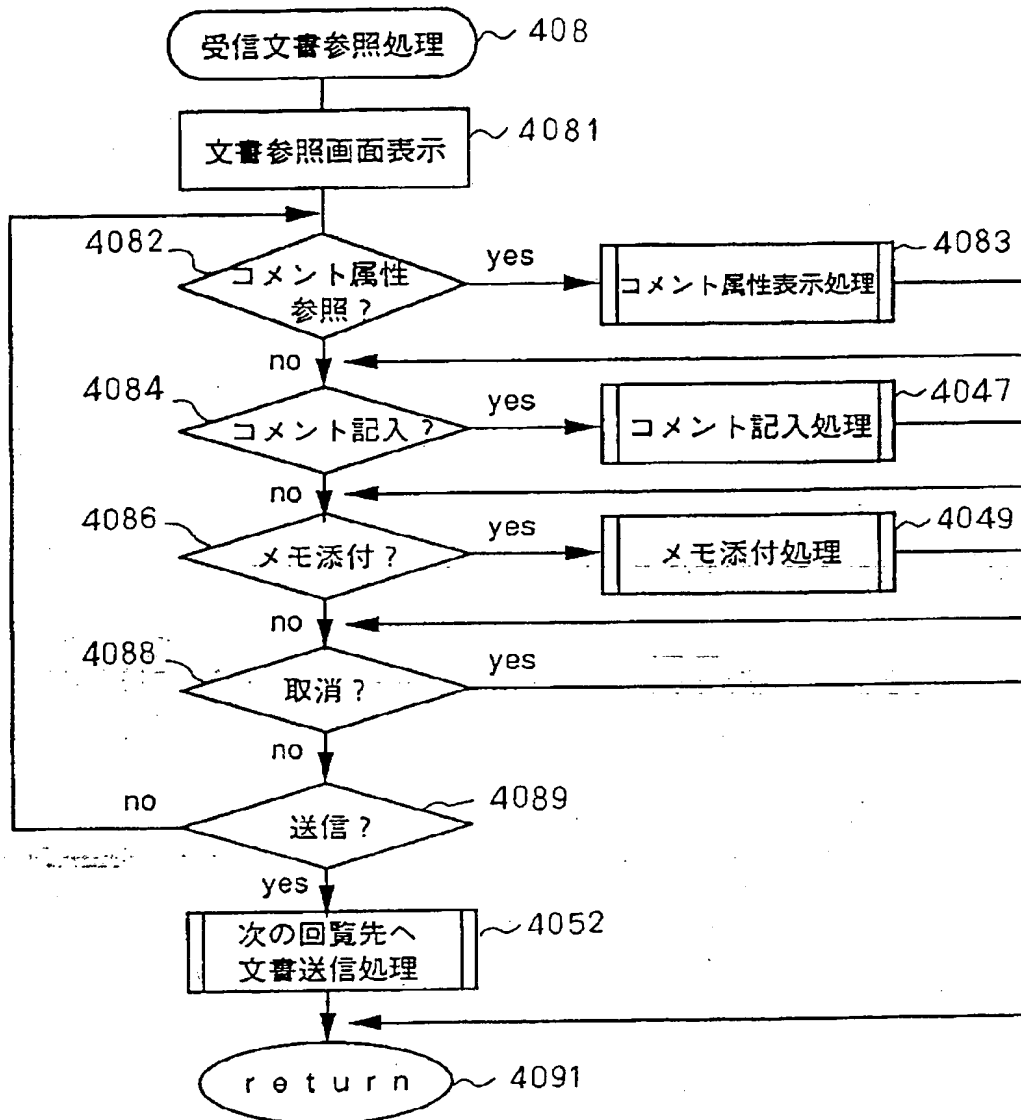 受信文書参照処理
408
文書参照画面表示
4081
4082
コメント属性
参照?
yes
コメント属性表示処理
4083
no
4084
コメント記入?
yes
コメント記入処理
4047
no
4086
メモ添付?
yes
メモ添付処理
4049
no
4088
取消?
yes
no
no
送信?
4089
yes
次の回覧先へ
文書送信処理
4052
return
4091